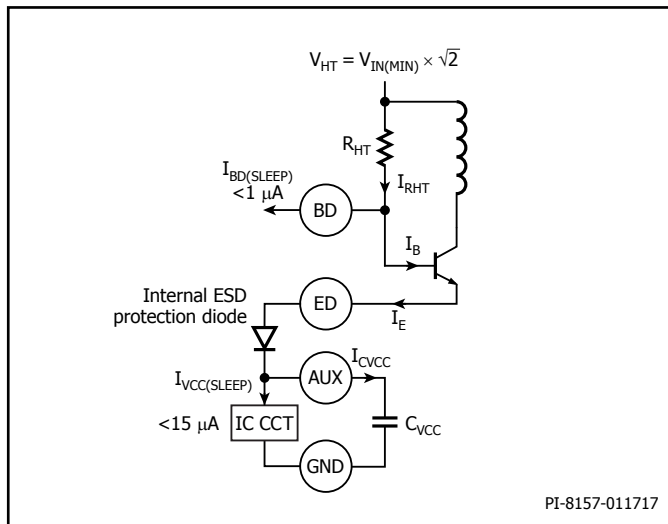 V_HT = V_IN(MIN) × √2
R_HT
I_BD(SLEEP)
<1 μA
I_RHT
BD
I_B
Internal ESD
protection diode
ED
I_E
I_CVCC
I_VCC(SLEEP)
AUX
<15 μA
IC CCT
C_VCC
GND
PI-8157-011717